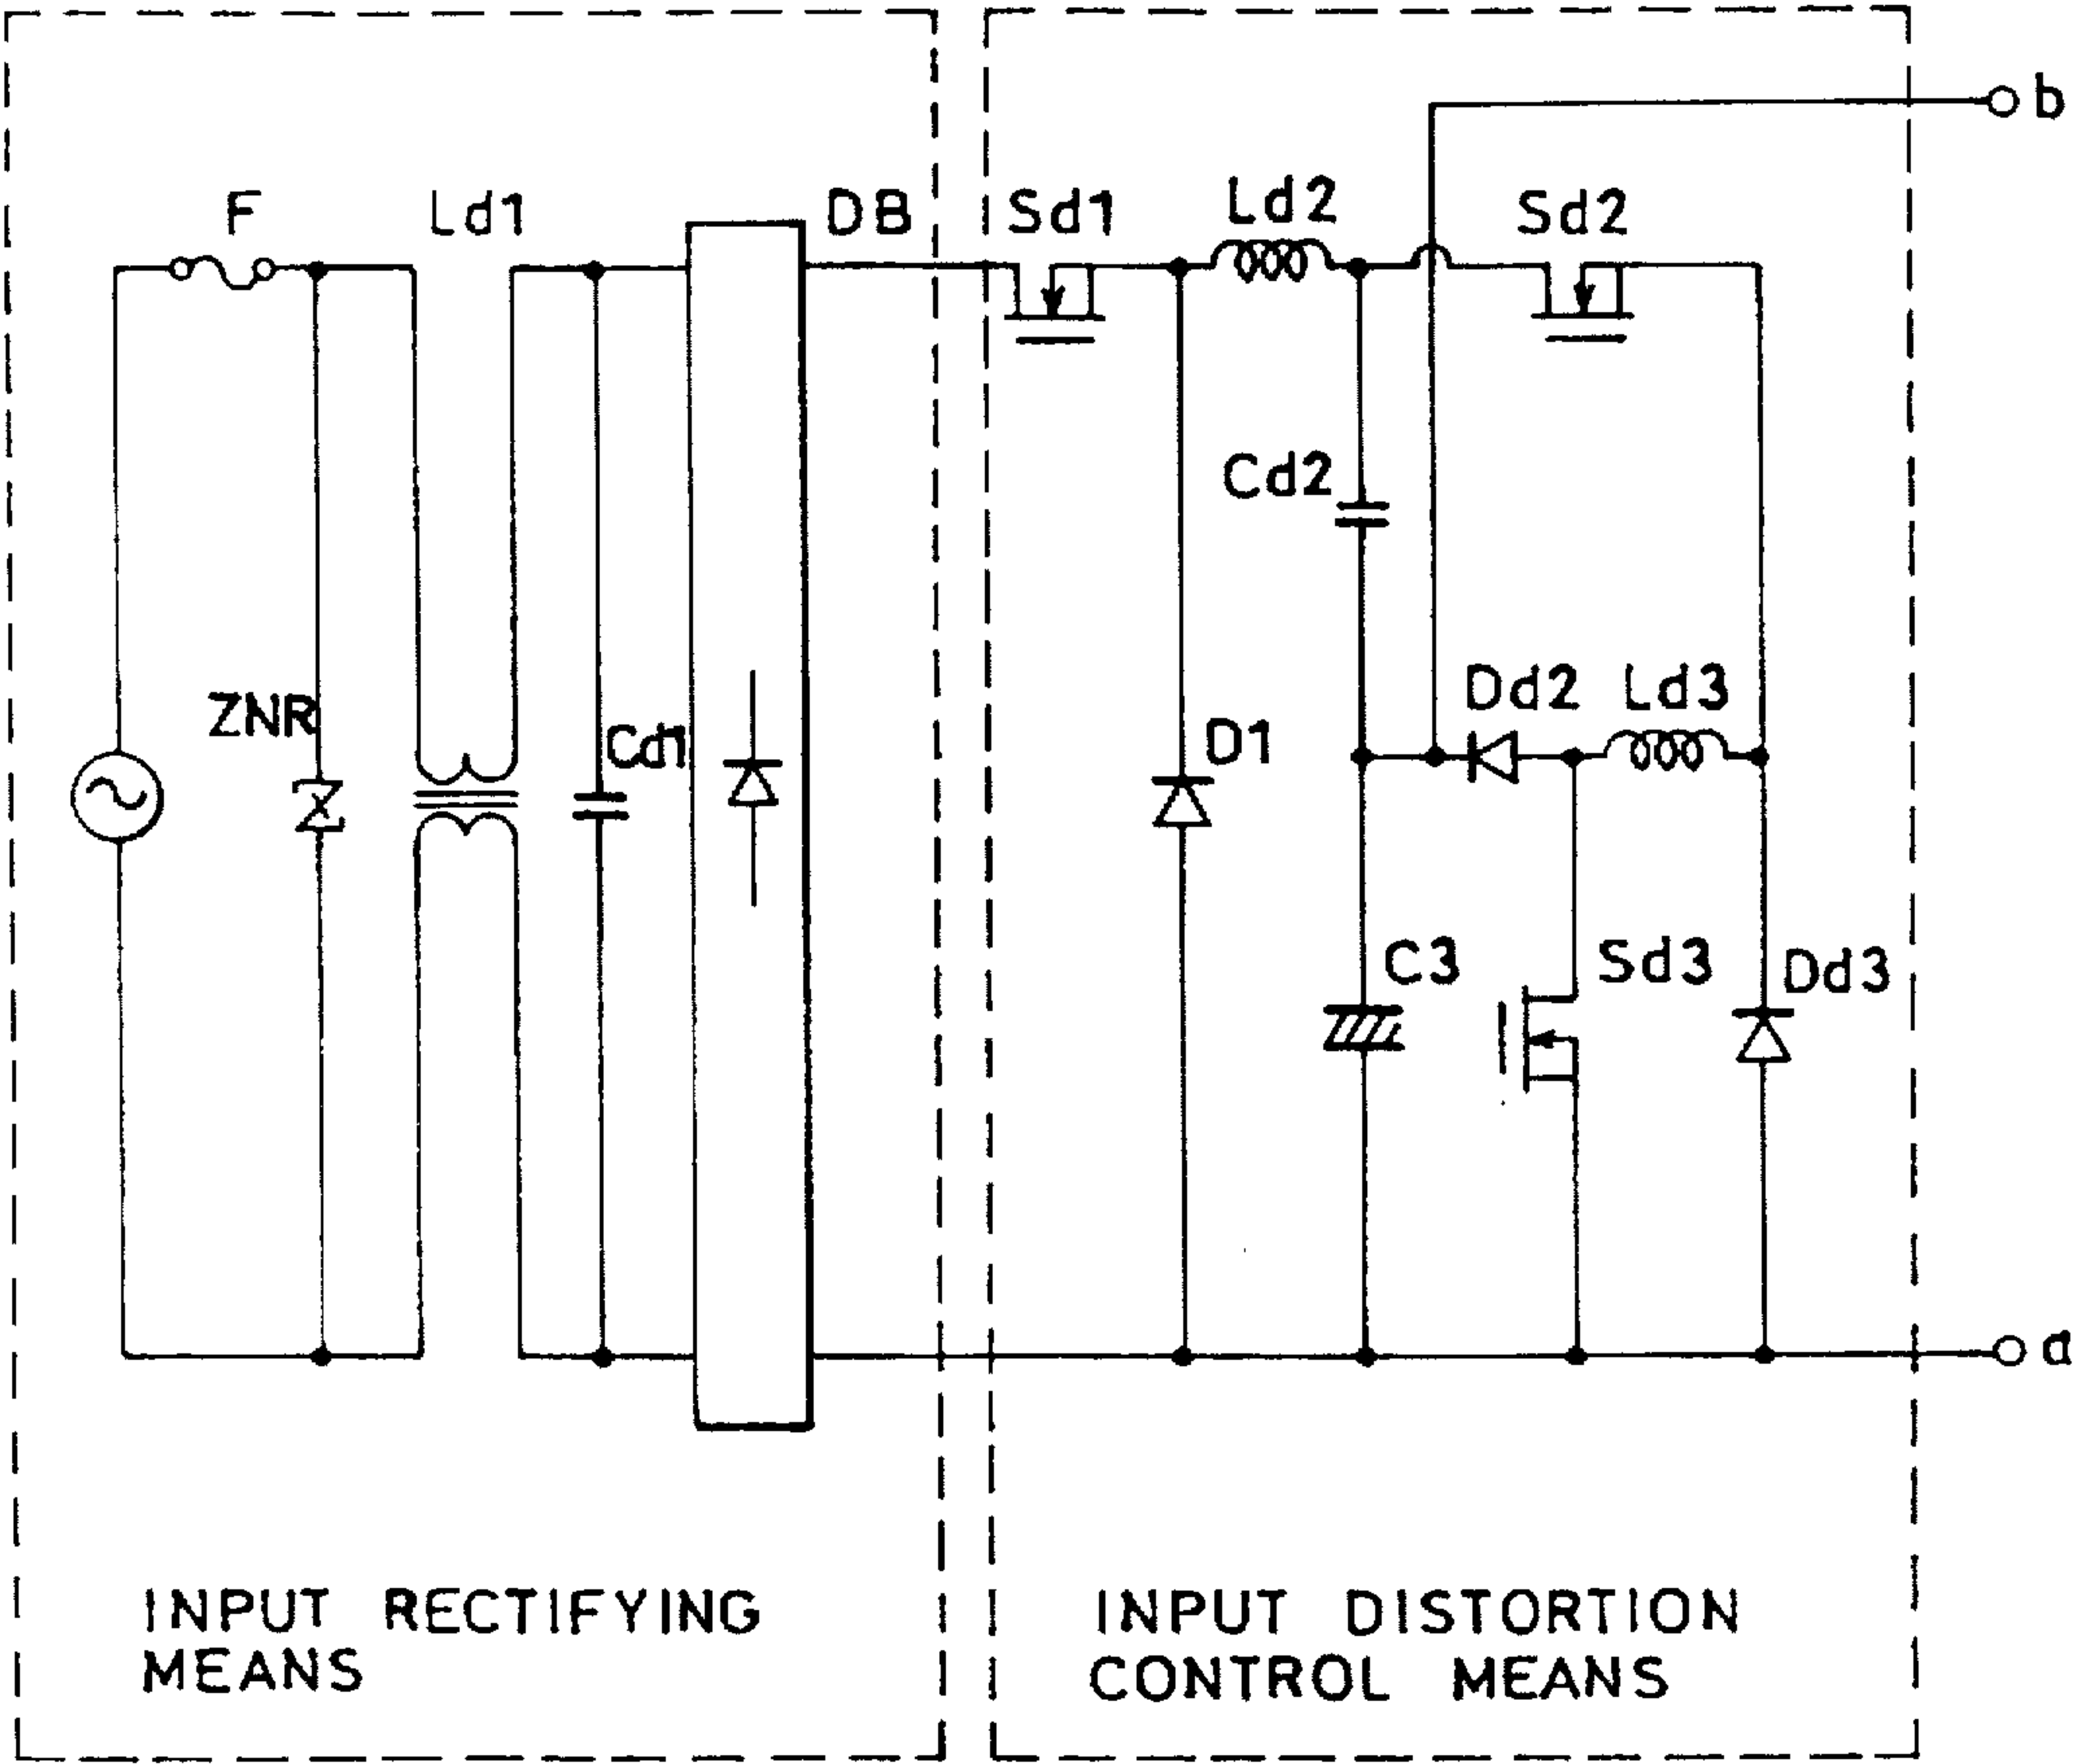 b
F
Ld1
DB
Sd1
Ld2
Sd2
Cd2
ZNR
Cd1
D1
Dd2
Ld3
C3
Sd3
Dd3
a
INPUT RECTIFYING
MEANS
INPUT DISTORTION
CONTROL MEANS